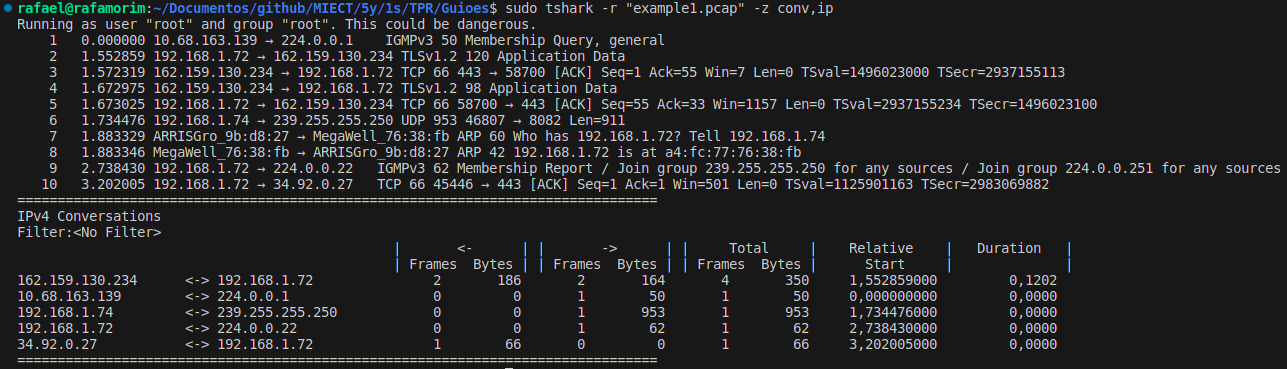 rafael@rafamorim:~/Documentos/github/MIECT/5y/1s/TPR/Guioes$ sudo tshark -r "example1.pcap" -z conv,ip
Running as user "root" and group "root". This could be dangerous.
    1   0.000000 10.68.163.139 → 224.0.0.1    IGMPv3 50 Membership Query, general
    2   1.552859 192.168.1.72 → 162.159.130.234 TLSv1.2 120 Application Data
    3   1.572319 162.159.130.234 → 192.168.1.72 TCP 66 443 → 58700 [ACK] Seq=1 Ack=55 Win=7 Len=0 TSval=1496023000 TSecr=2937155113
    4   1.672975 162.159.130.234 → 192.168.1.72 TLSv1.2 98 Application Data
    5   1.673025 192.168.1.72 → 162.159.130.234 TCP 66 58700 → 443 [ACK] Seq=55 Ack=33 Win=1157 Len=0 TSval=2937155234 TSecr=1496023100
    6   1.734476 192.168.1.74 → 239.255.255.250 UDP 953 46807 → 8082 Len=911
    7   1.883329 ARRISGro_9b:d8:27 → MegaWell_76:38:fb ARP 60 Who has 192.168.1.72? Tell 192.168.1.74
    8   1.883346 MegaWell_76:38:fb → ARRISGro_9b:d8:27 ARP 42 192.168.1.72 is at a4:fc:77:76:38:fb
    9   2.738430 192.168.1.72 → 224.0.0.22   IGMPv3 62 Membership Report / Join group 239.255.255.250 for any sources / Join group 224.0.0.251 for any sources
   10   3.202005 192.168.1.72 → 34.92.0.27   TCP 66 45446 → 443 [ACK] Seq=1 Ack=1 Win=501 Len=0 TSval=1125901163 TSecr=2983069882
================================================================================
IPv4 Conversations
Filter:<No Filter>
                                               |       <-      | |       ->      | |     Total     |    Relative    |   Duration   |
                                               | Frames  Bytes | | Frames  Bytes | | Frames  Bytes |      Start     |              |
162.159.130.234      <-> 192.168.1.72               2       186       2       164       4       350     1,552859000         0,1202
10.68.163.139        <-> 224.0.0.1                  0         0       1        50       1        50     0,000000000         0,0000
192.168.1.74         <-> 239.255.255.250            0         0       1       953       1       953     1,734476000         0,0000
192.168.1.72         <-> 224.0.0.22                 0         0       1        62       1        62     2,738430000         0,0000
34.92.0.27           <-> 192.168.1.72               1        66       0         0       1        66     3,202005000         0,0000
================================================================================